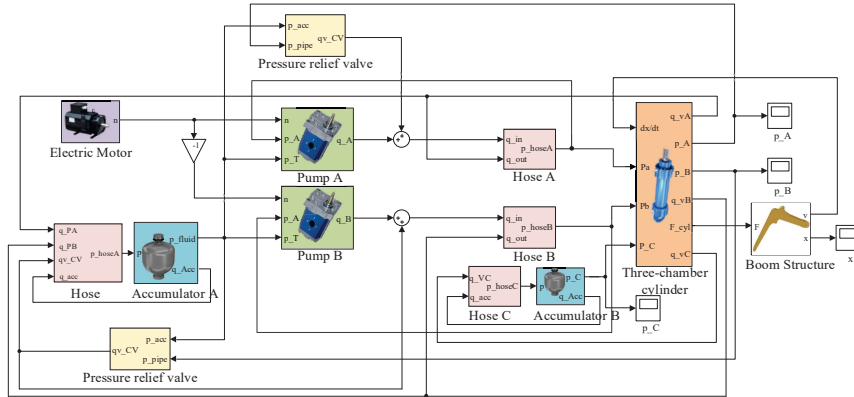 p_acc
p_pipe
qv_CV
Pressure relief valve
n
Electric Motor
-1
n
p_A
p_T
q_A
Pump A
n
p_A
p_T
q_B
Pump B
q_in
q_out
p_hoseA
Hose A
q_in
q_out
p_hoseB
Hose B
dx/dt
Pa
Pb
P_C
q_vA
p_A
p_B
q_vB
F_cyl
q_vC
Three-chamber
cylinder
p_A
p_B
F
v
x
Boom Structure
x
q_PA
q_PB
qv_CV
q_acc
p_hoseA
Hose
p
p_fluid
q_Acc
Accumulator A
q_VC
q_acc
p_hoseC
Hose C
p
p_C
q_Acc
Accumulator B
p_C
qv_CV
p_acc
p_pipe
Pressure relief valve